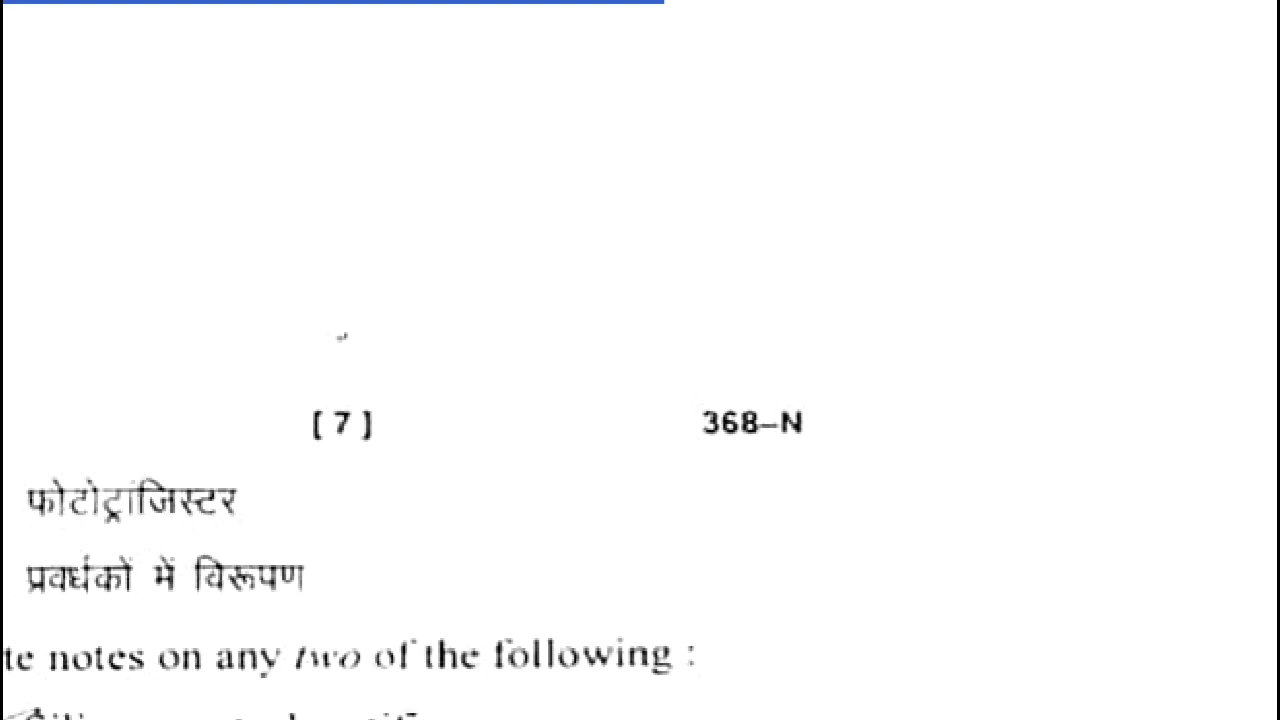 [ 7 ] 368–N
फोटोट्रांजिस्टर
प्रवर्धकों में विरूपण
te notes on any two of the following :